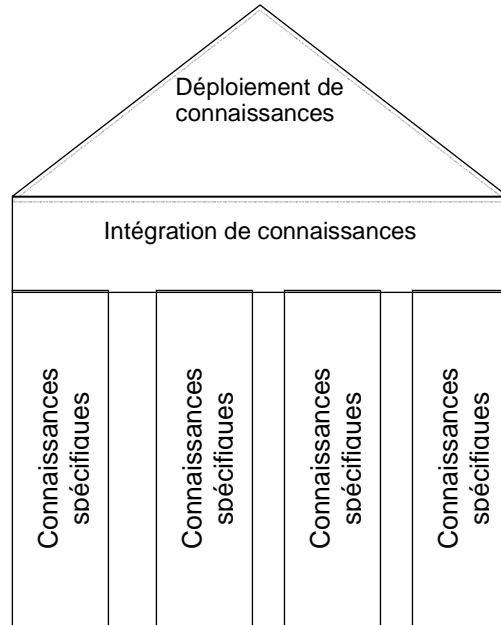 Déploiement de
connaissances
Intégration de connaissances
Connaissances
spécifiques
Connaissances
spécifiques
Connaissances
spécifiques
Connaissances
spécifiques